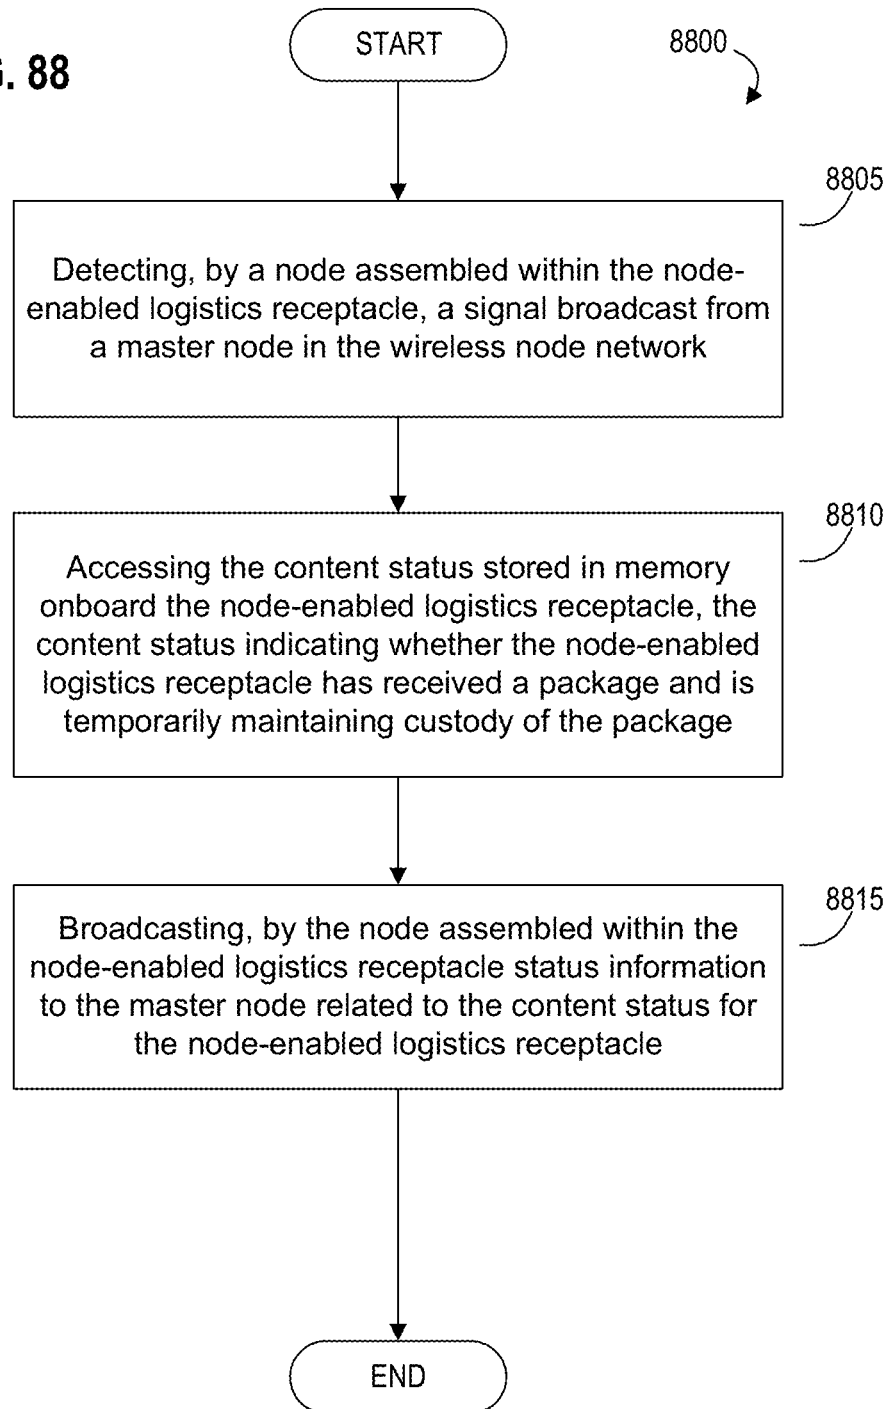 START
8800
G. 88
8805
Detecting, by a node assembled within the node-
enabled logistics receptacle, a signal broadcast from
a master node in the wireless node network
8810
Accessing the content status stored in memory
onboard the node-enabled logistics receptacle, the
content status indicating whether the node-enabled
logistics receptacle has received a package and is
temporarily maintaining custody of the package
8815
Broadcasting, by the node assembled within the
node-enabled logistics receptacle status information
to the master node related to the content status for
the node-enabled logistics receptacle
END